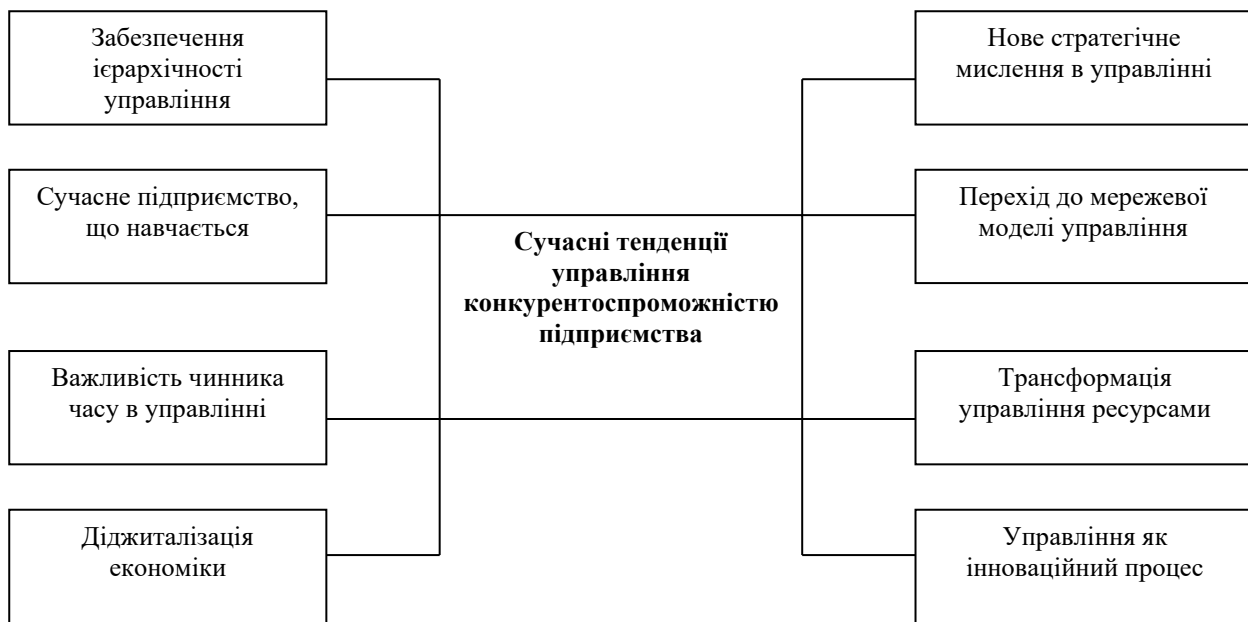 Забезпечення
ієрархічності
управління
Сучасне підприємство,
що навчається
Важливість чинника
часу в управлінні
Діджиталізація
економіки
Сучасні тенденції
управління
конкурентоспроможністю
підприємства
Нове стратегічне
мислення в управлінні
Перехід до мережевої
моделі управління
Трансформація
управління ресурсами
Управління як
інноваційний процес